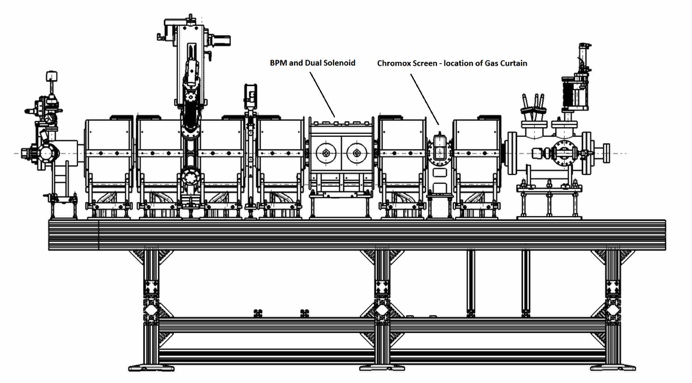 BPM and Dual Solenoid
Chromox Screen - location of Gas Curtain